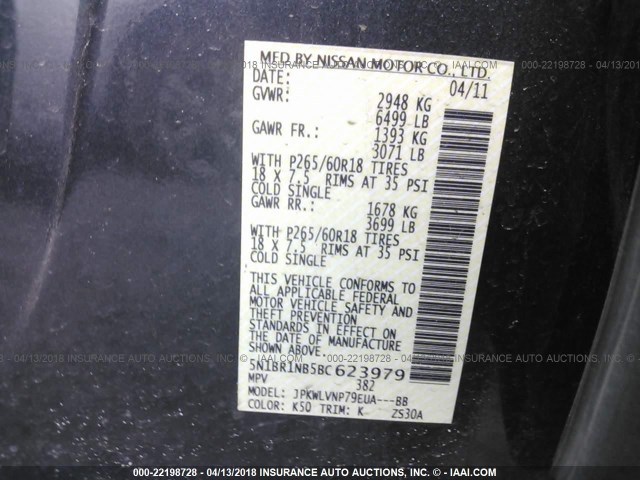 MFD BY NISSAN MOTOR CO., LTD.
DATE: 04/11
GVWR: 2948 KG
6499 LB
GAWR FR.: 1393 KG
3071 LB
WITH P265/60R18 TIRES
18 X 7.5 RIMS AT 35 PSI
COLD SINGLE
GAWR RR.: 1678 KG
3699 LB
WITH P265/60R18 TIRES
18 X 7.5 RIMS AT 35 PSI
COLD SINGLE
THIS VEHICLE CONFORMS TO
ALL APPLICABLE FEDERAL
MOTOR VEHICLE SAFETY AND
THEFT PREVENTION
STANDARDS IN EFFECT ON
THE DATE OF MANUFACTURE
SHOWN ABOVE.
5N1BR1NB5BC623979
MPV 382
MODEL: JPKWLVNP79EUA---BB
COLOR: K50 TRIM: K ZS30A
000-22198728 - 04/13/2018 INSURANCE AUTO AUCTIONS - © - IAAI.COM